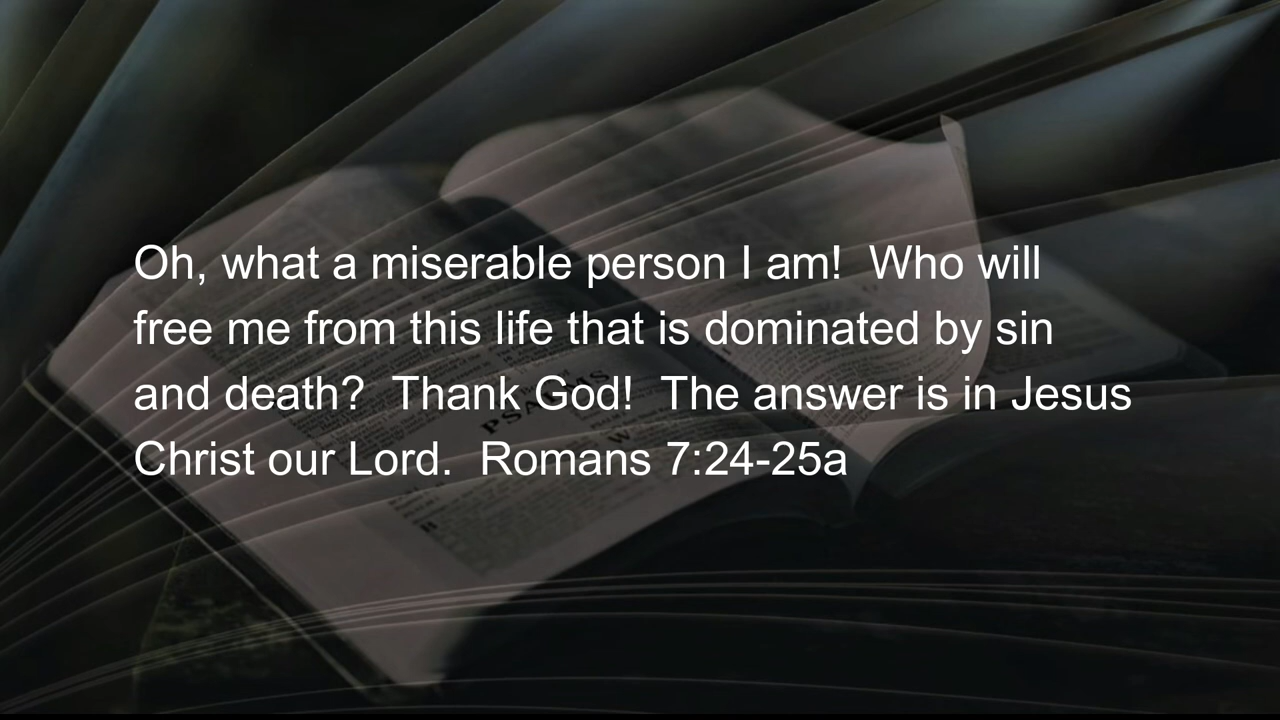 Oh, what a miserable person I am!  Who will
free me from this life that is dominated by sin
and death?  Thank God!  The answer is in Jesus
Christ our Lord.  Romans 7:24-25a
PSALMS